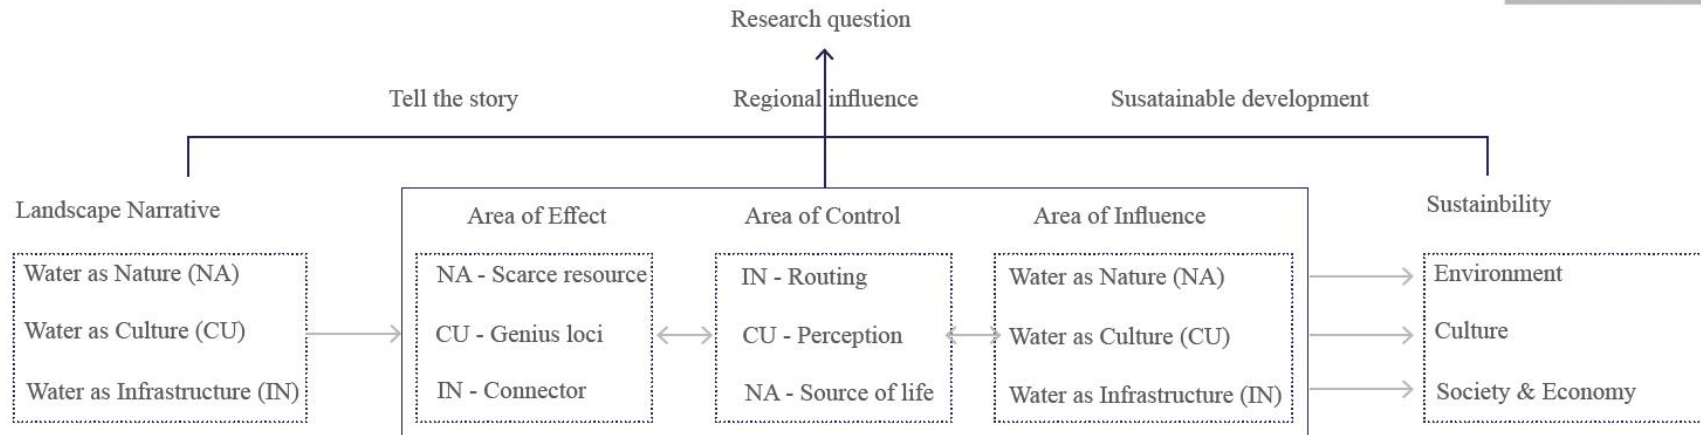 Research question
Tell the story
Regional influence
Susatainable development
Landscape Narrative
Area of Effect
Area of Control
Area of Influence
Sustainbility
Water as Nature (NA)
Water as Culture (CU)
Water as Infrastructure (IN)
NA - Scarce resource
CU - Genius loci
IN - Connector
IN - Routing
CU - Perception
NA - Source of life
Water as Nature (NA)
Water as Culture (CU)
Water as Infrastructure (IN)
Environment
Culture
Society & Economy